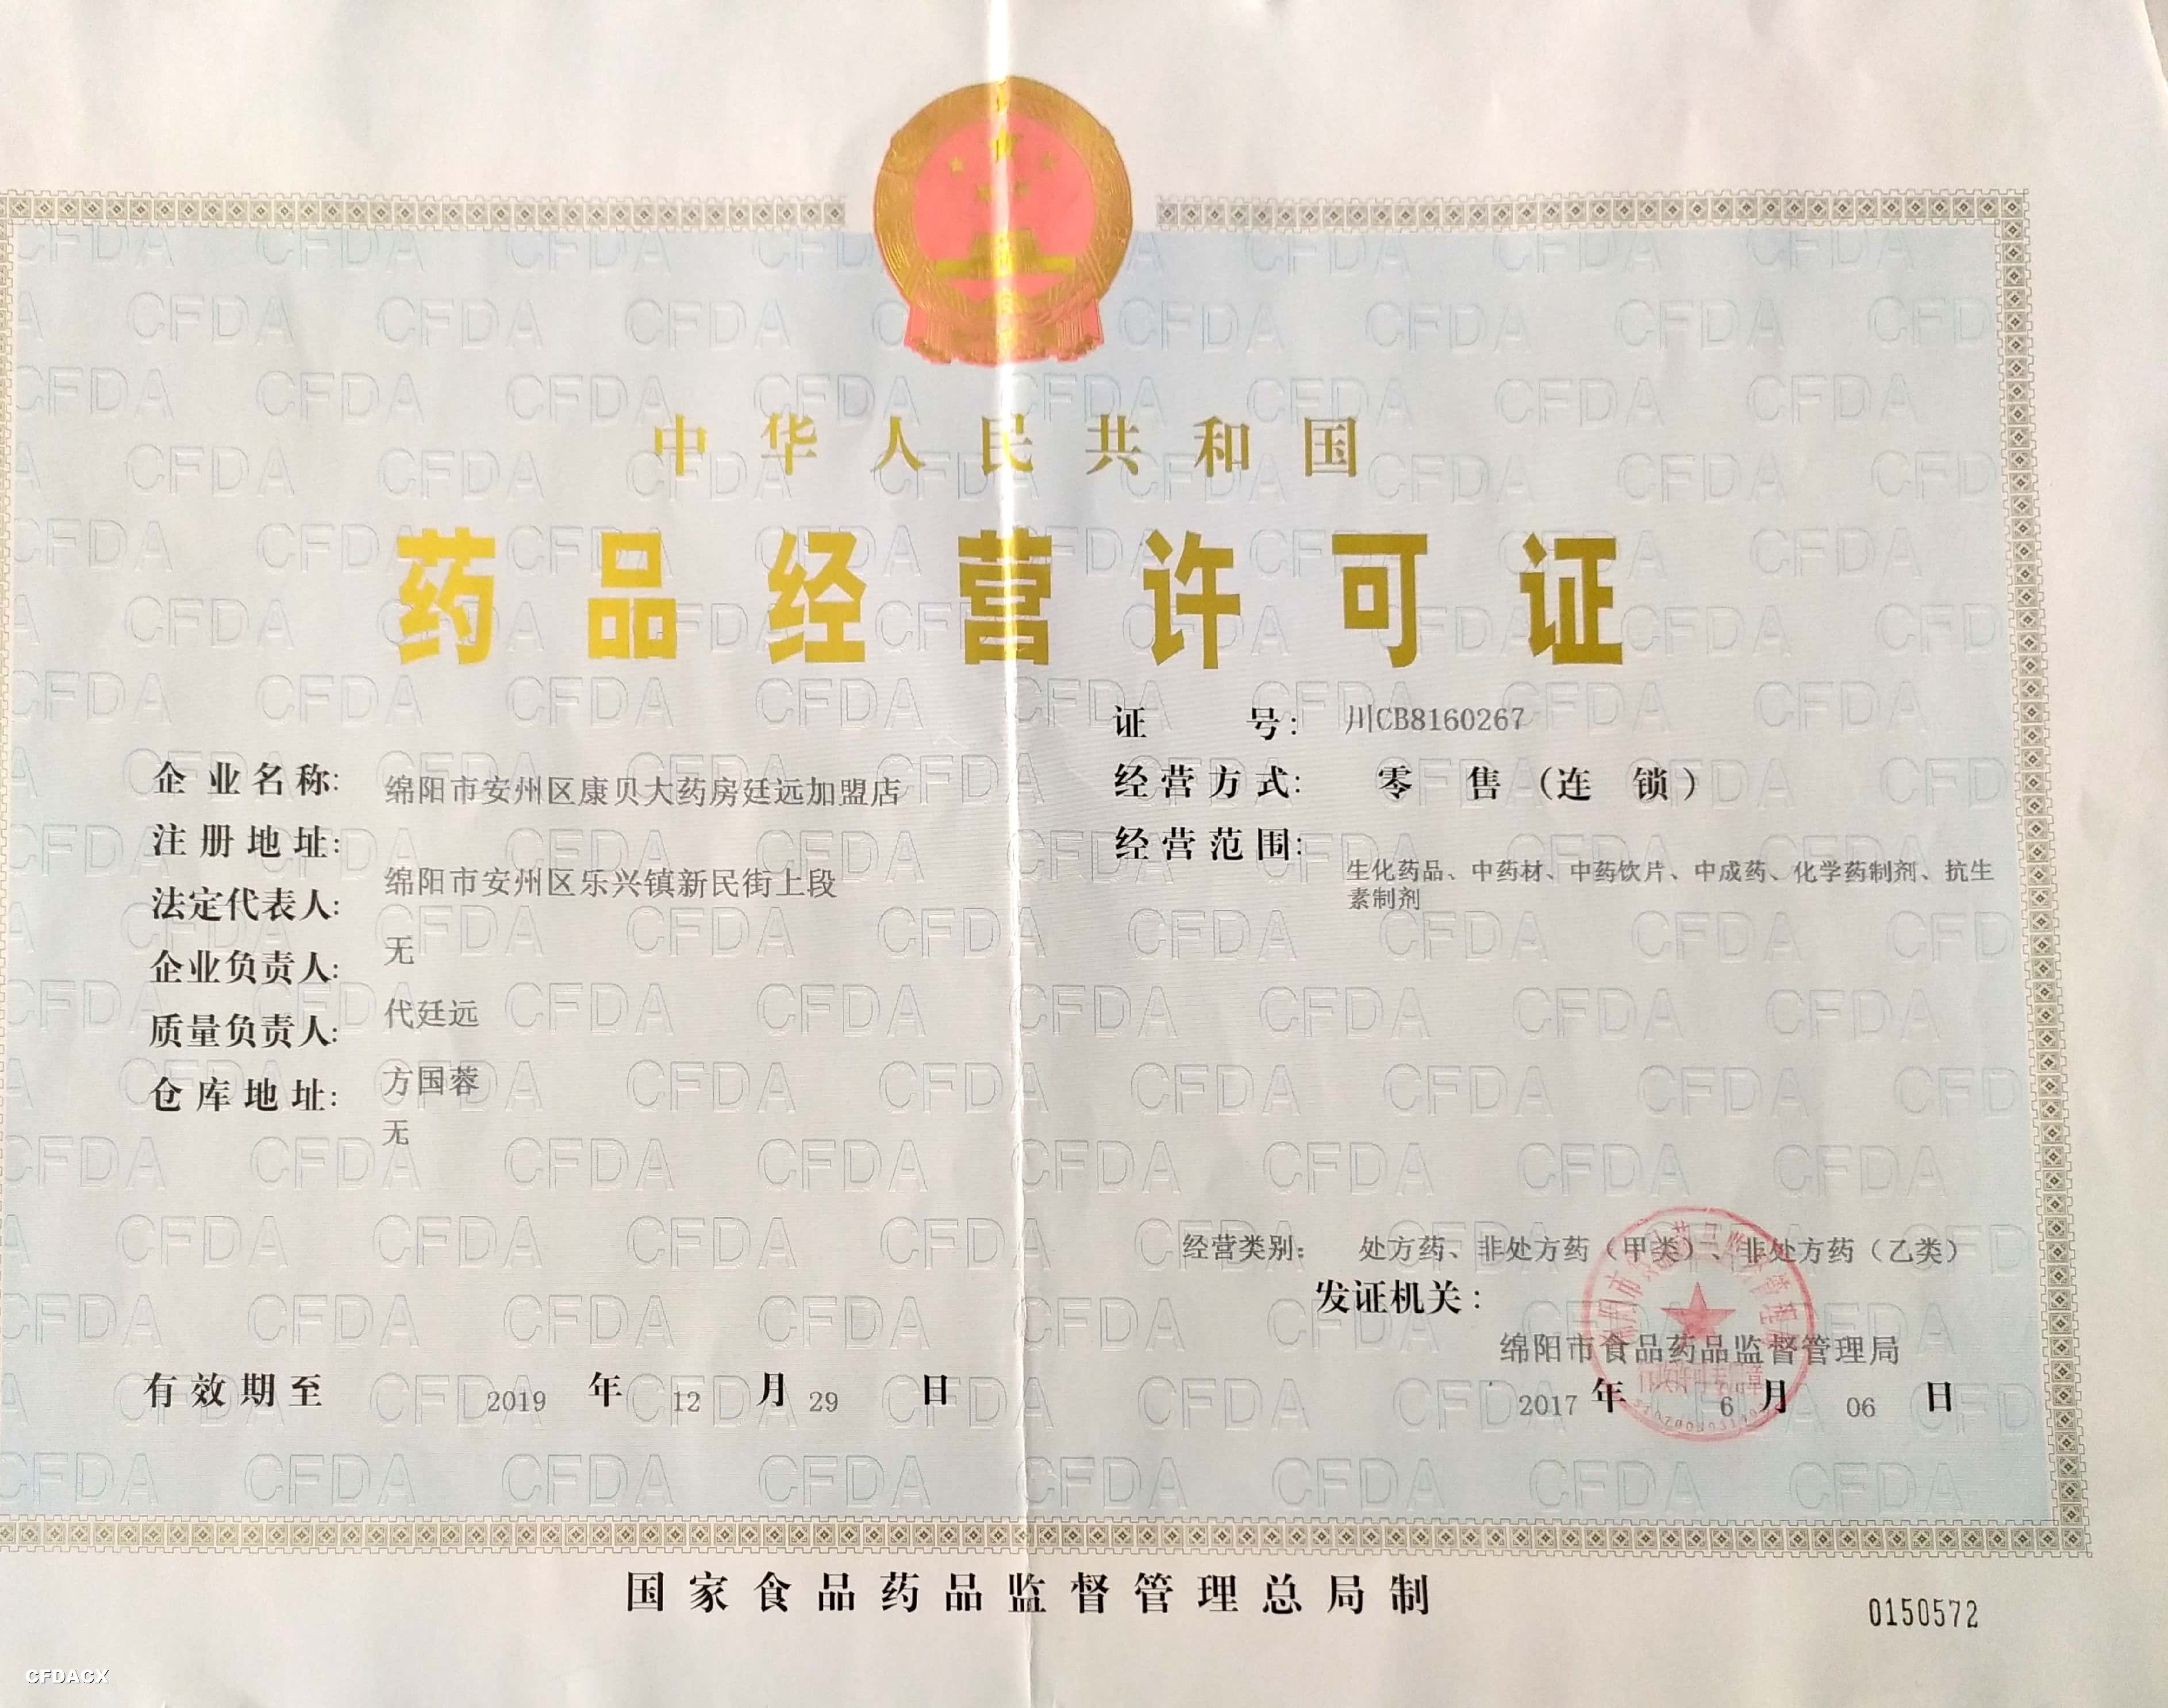 中华人民共和国
药品经营许可证
证 号: 川CB8160267
企业名称: 绵阳市安州区康贝大药房廷远加盟店
经营方式: 零 售 (连 锁)
注册地址: 绵阳市安州区乐兴镇新民街上段
经营范围: 生化药品、中药材、中药饮片、中成药、化学药制剂、抗生
素制剂
法定代表人: 无
企业负责人: 代廷远
质量负责人: 方国蓉
仓库地址: 无
经营类别: 处方药、非处方药(甲类)、非处方药(乙类)
发证机关:
绵阳市食品药品监督管理局
有效期至 2019 年 12 月 29 日
2017 年 6 月 06 日
国家食品药品监督管理总局制
0150572
CFDACX